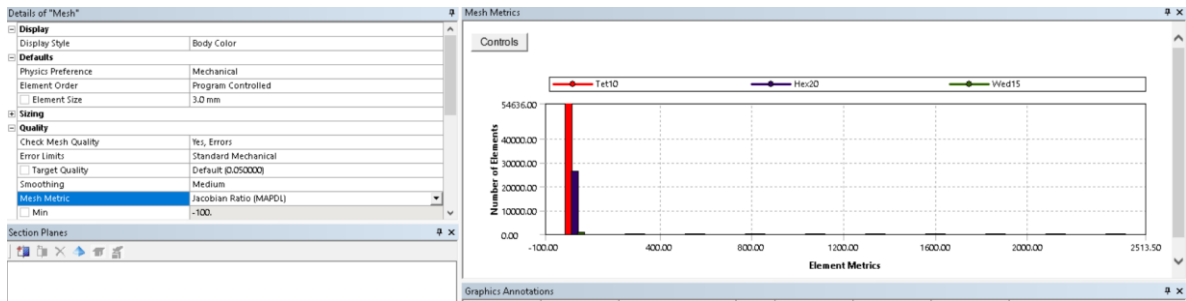 Details of "Mesh"
Display
Display Style Body Color
Defaults
Physics Preference Mechanical
Element Order Program Controlled
Element Size 3.0 mm
Sizing
Quality
Check Mesh Quality Yes, Errors
Error Limits Standard Mechanical
Target Quality Default (0.050000)
Smoothing Medium
Mesh Metric Jacobian Ratio (MAPDL)
Min -100.
Section Planes
Mesh Metrics
Controls
Tet10 Hex20 Wed15
54636.00
40000.00
30000.00
20000.00
10000.00
0.00
Number of Elements
-100.00 400.00 800.00 1200.00 1600.00 2000.00 2513.50
Element Metrics
Graphics Annotations